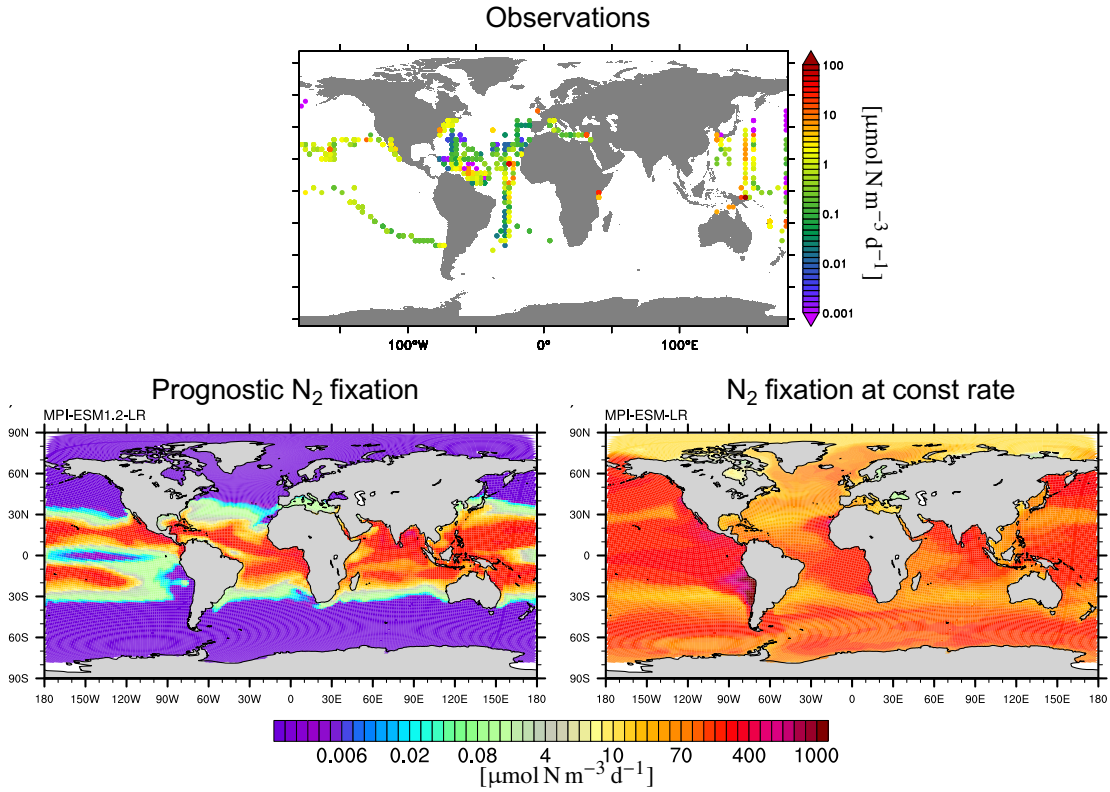 Observations
100
10
1
0.1
0.01
0.001
[μmol N m⁻³ d⁻¹]
100°W 0° 100°E
Prognostic N₂ fixation
N₂ fixation at const rate
MPI-ESM1.2-LR
MPI-ESM-LR
90N
60N
30N
0
30S
60S
90S
180 150W 120W 90W 60W 30W 0 30E 60E 90E 120E 150E 180
90N
60N
30N
0
30S
60S
90S
180 150W 120W 90W 60W 30W 0 30E 60E 90E 120E 150E 180
0.006 0.02 0.08 4 10 70 400 1000
[μmol N m⁻³ d⁻¹]